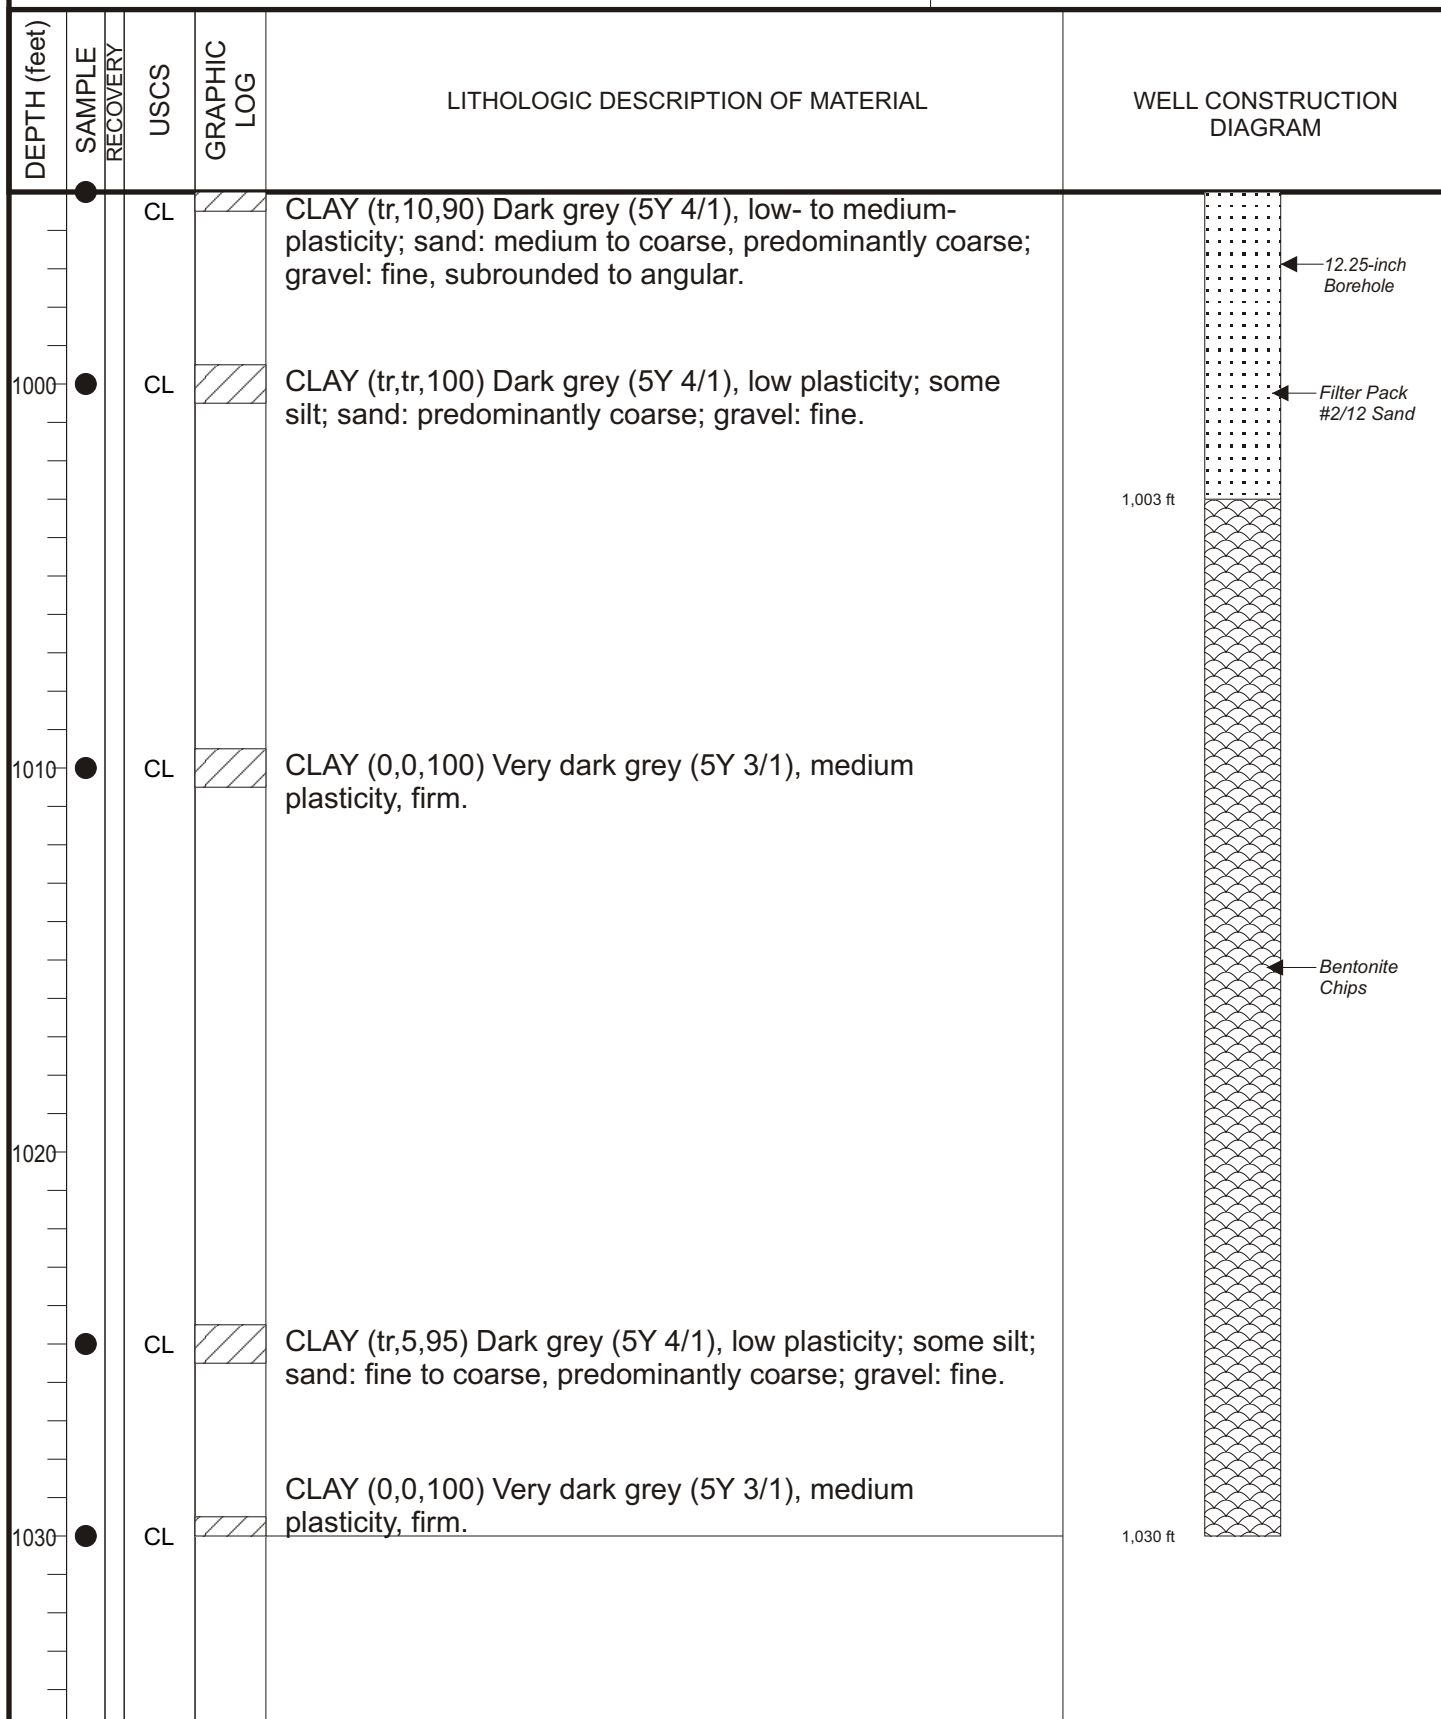 DEPTH (feet)
SAMPLE
RECOVERY
USCS
GRAPHIC
LOG
LITHOLOGIC DESCRIPTION OF MATERIAL
WELL CONSTRUCTION
DIAGRAM
CL
CLAY (tr,10,90) Dark grey (5Y 4/1), low- to medium-
plasticity; sand: medium to coarse, predominantly coarse;
gravel: fine, subrounded to angular.
12.25-inch
Borehole
1000
CL
CLAY (tr,tr,100) Dark grey (5Y 4/1), low plasticity; some
silt; sand: predominantly coarse; gravel: fine.
Filter Pack
#2/12 Sand
1,003 ft
1010
CL
CLAY (0,0,100) Very dark grey (5Y 3/1), medium
plasticity, firm.
Bentonite
Chips
1020
CL
CLAY (tr,5,95) Dark grey (5Y 4/1), low plasticity; some silt;
sand: fine to coarse, predominantly coarse; gravel: fine.
CLAY (0,0,100) Very dark grey (5Y 3/1), medium
plasticity, firm.
1030
CL
1,030 ft